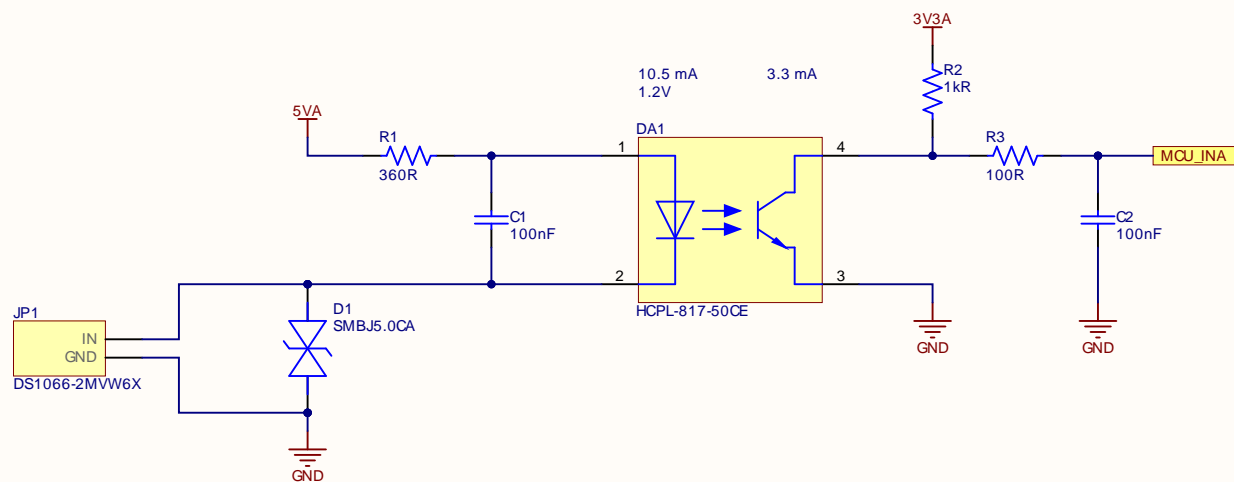 3V3A
10.5 mA
3.3 mA
1.2V
R2
1kR
5VA
DA1
R1
360R
1
4
R3
100R
MCU_INA
C1
100nF
C2
100nF
2
3
HCPL-817-50CE
JP1
IN
GND
DS1066-2MVW6X
D1
SMBJ5.0CA
GND
GND
GND